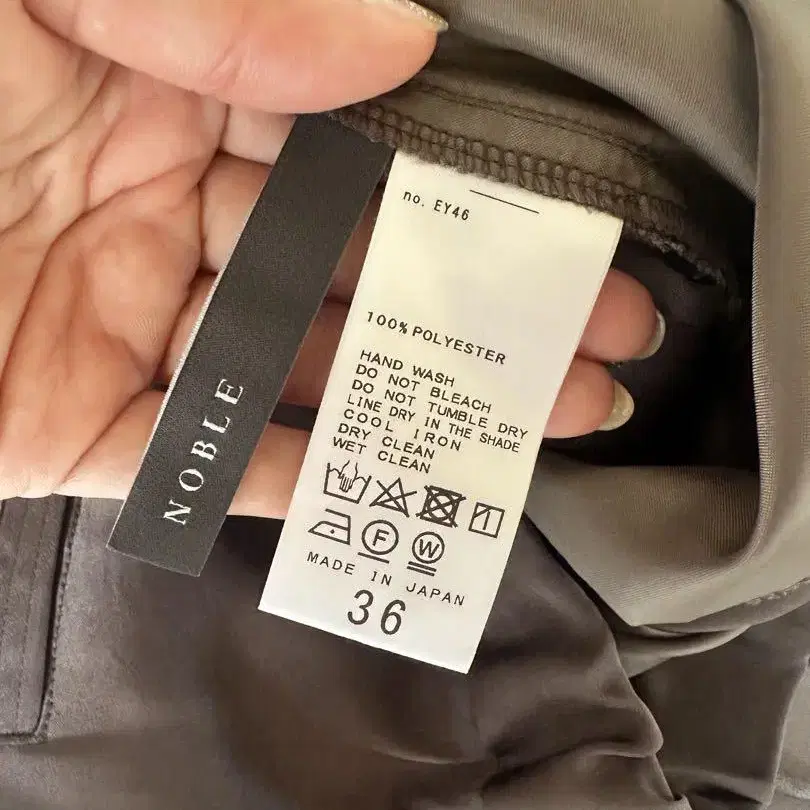 NOBLE
no. EY46
100% POLYESTER
HAND WASH
DO NOT BLEACH
DO NOT TUMBLE DRY
LINE DRY IN THE SHADE
COOL IRON
DRY CLEAN
WET CLEAN
F W
MADE IN JAPAN
36